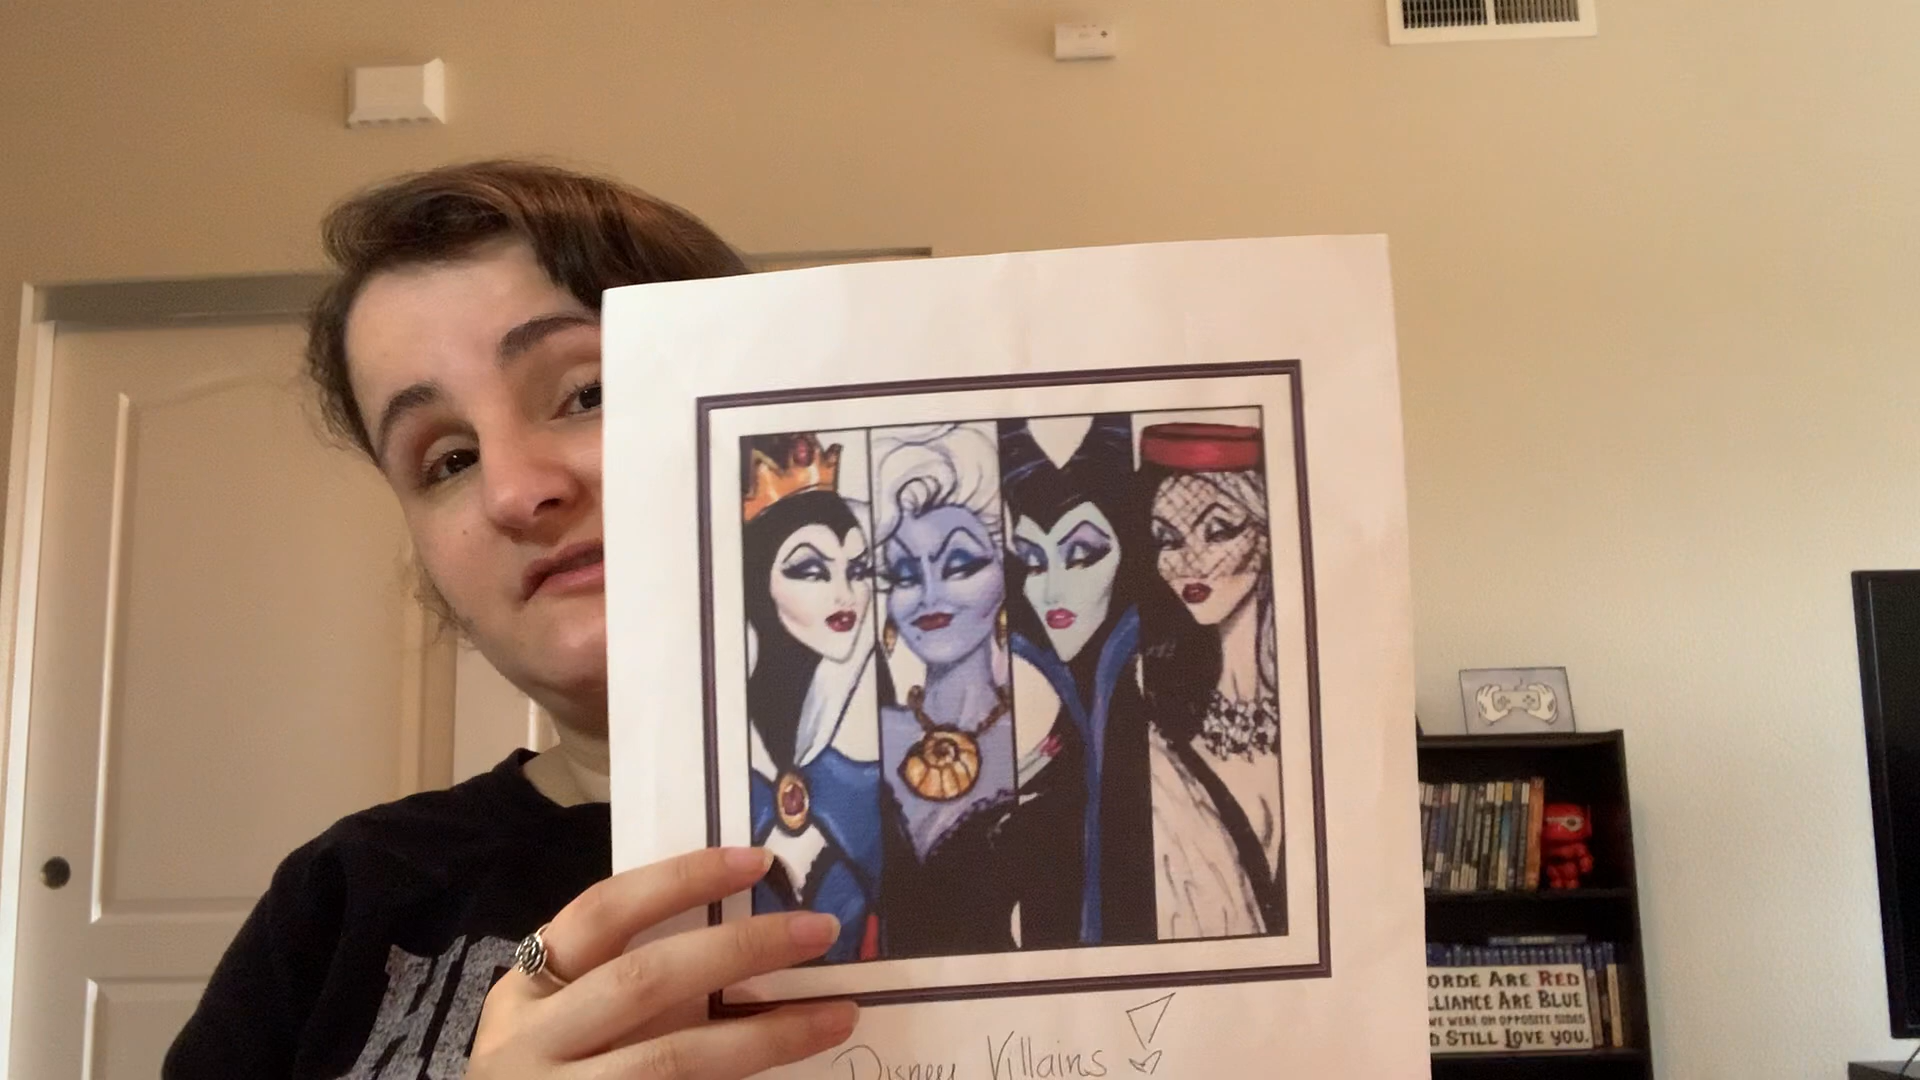 Disney Villains
ORDE ARE RED
LLIANCE ARE BLUE
WE WERE ON OPPOSITE SIDES
D STILL LOVE YOU.